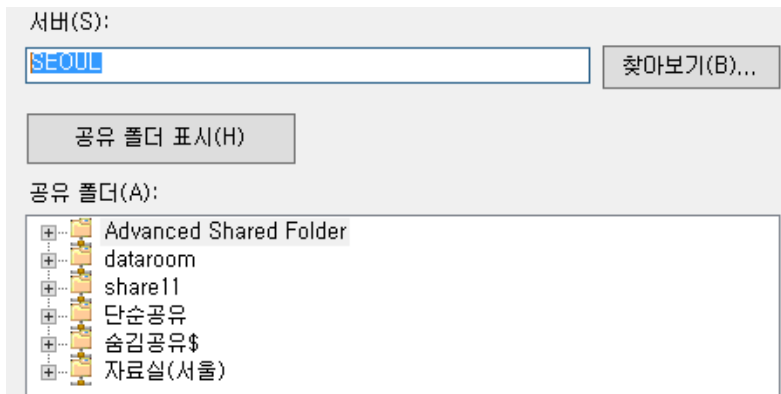 서버(S):
SEOUL
찾아보기(B)...
공유 폴더 표시(H)
공유 폴더(A):
Advanced Shared Folder
dataroom
share11
단순공유
숨김공유$
자료실(서울)